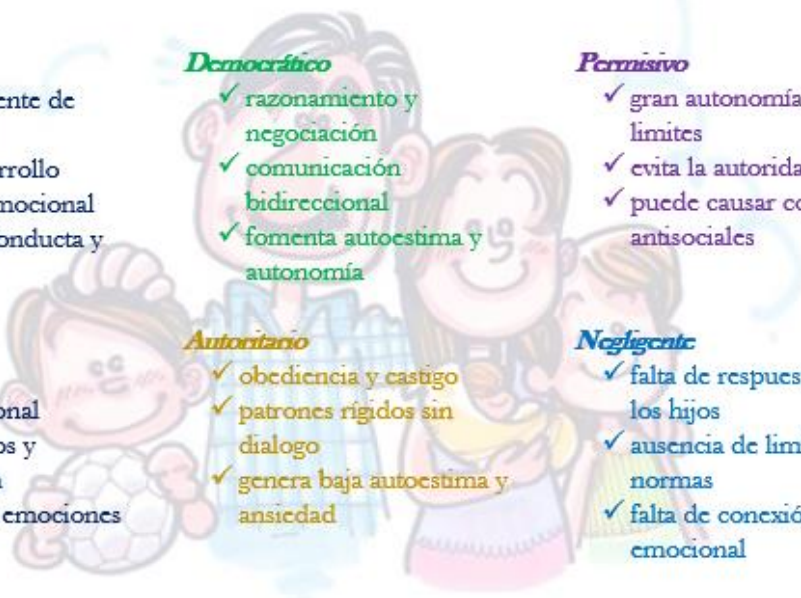 ente de
rrollo
mocional
onducta y
onal
os y
a
emociones
Democrático
razonamiento y
negociación
comunicación
bidireccional
fomenta autoestima y
autonomía
Autoritario
obediencia y castigo
patrones rígidos sin
dialogo
genera baja autoestima y
ansiedad
Permisivo
gran autonomía
limites
evita la autorida
puede causar co
antisociales
Negligente
falta de respues
los hijos
ausencia de lim
normas
falta de conexió
emocional